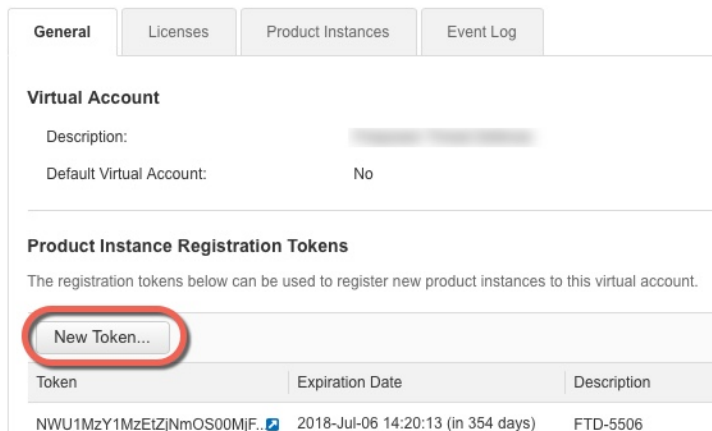 General Licenses Product Instances Event Log
Virtual Account
Description:
Default Virtual Account: No
Product Instance Registration Tokens
The registration tokens below can be used to register new product instances to this virtual account.
New Token...
Token Expiration Date Description
NWU1MzY1MzEtZjNmOS00MjF.. 2018-Jul-06 14:20:13 (in 354 days) FTD-5506